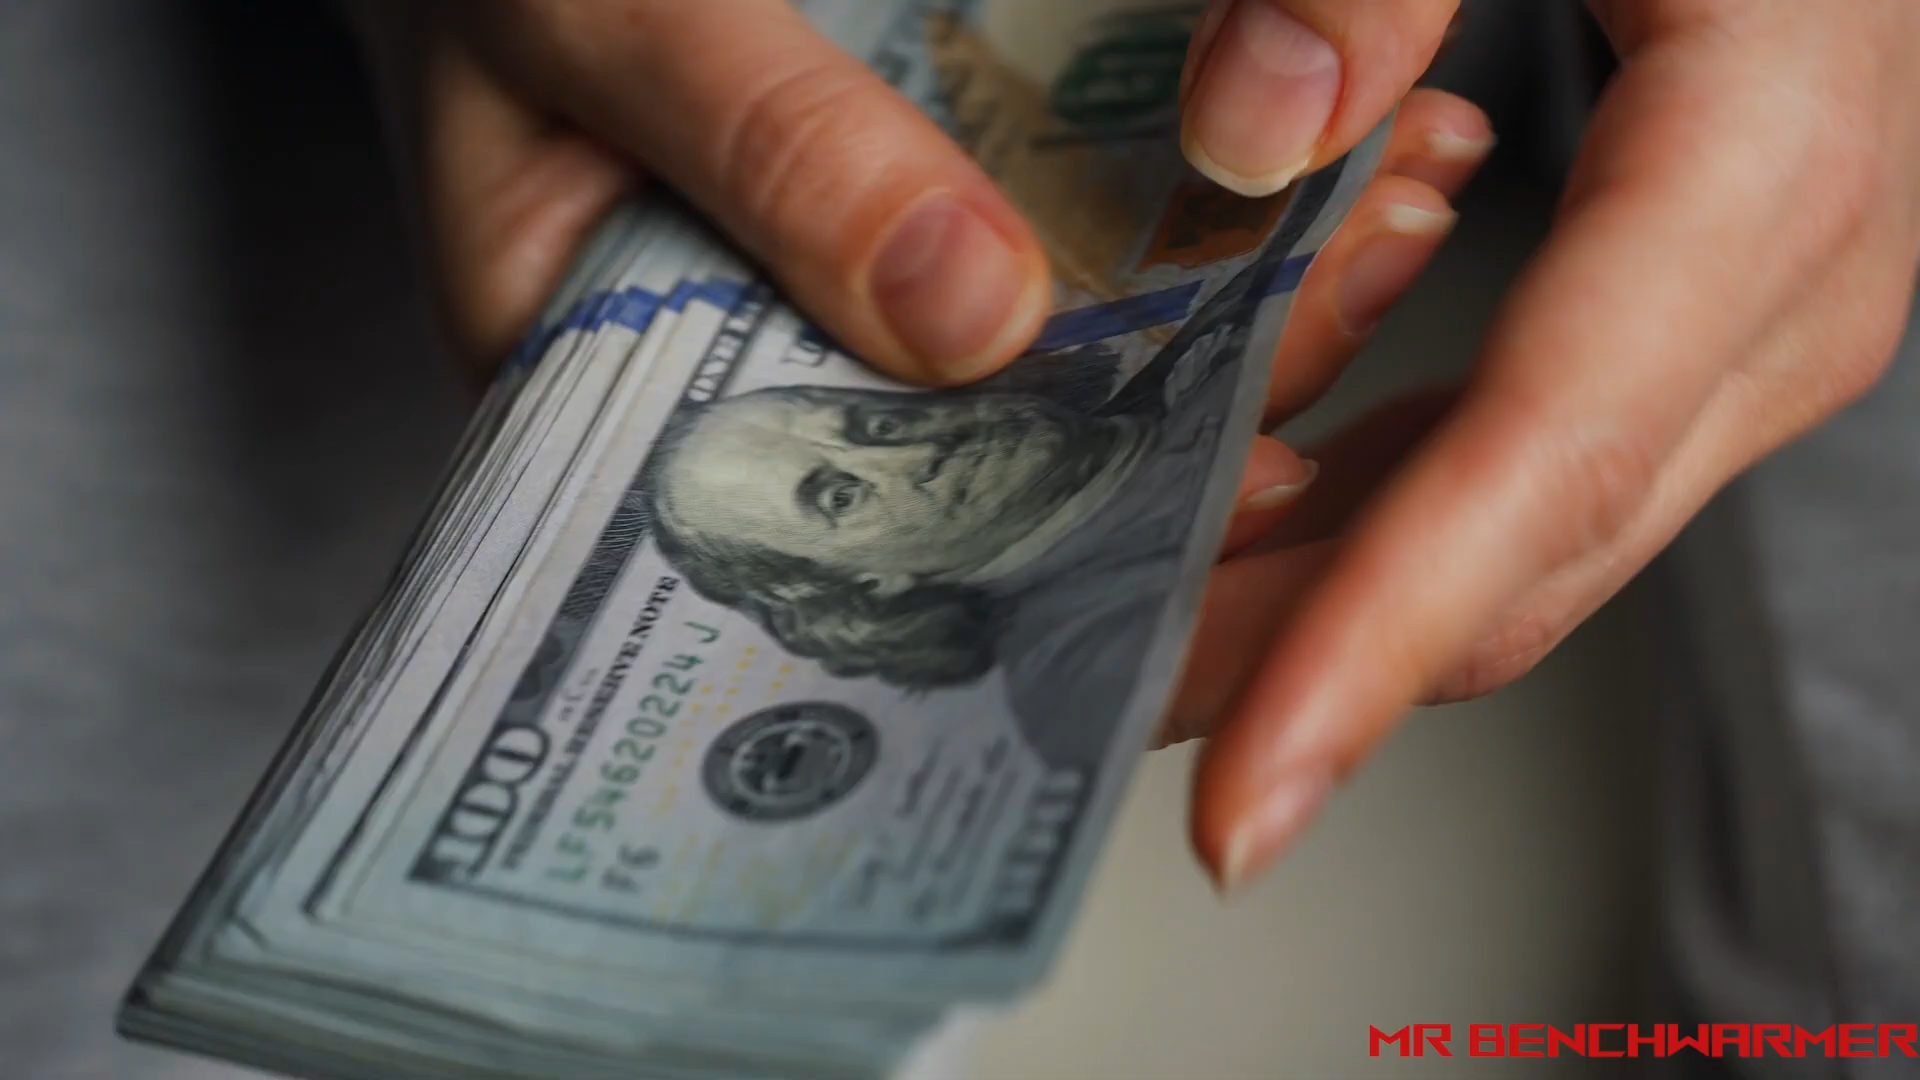 100
FEDERAL RESERVE NOTE
LF54620224J
F6
MR BENCHWARMER